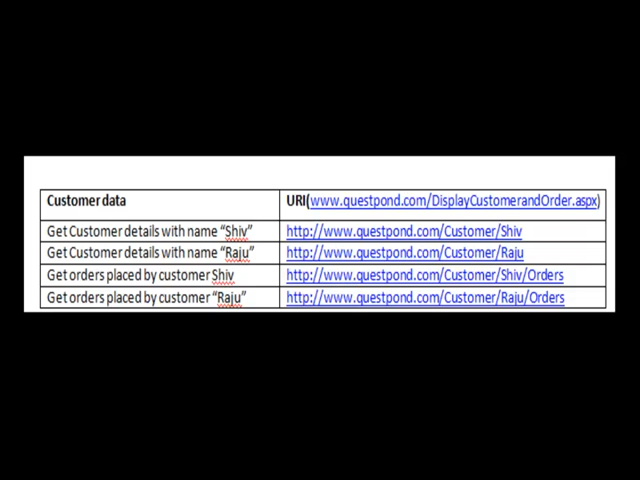 Customer data URI(www.questpond.com/DisplayCustomerandOrder.aspx)
Get Customer details with name “Shiv” http://www.questpond.com/Customer/Shiv
Get Customer details with name “Raju” http://www.questpond.com/Customer/Raju
Get orders placed by customer Shiv http://www.questpond.com/Customer/Shiv/Orders
Get orders placed by customer “Raju” http://www.questpond.com/Customer/Raju/Orders